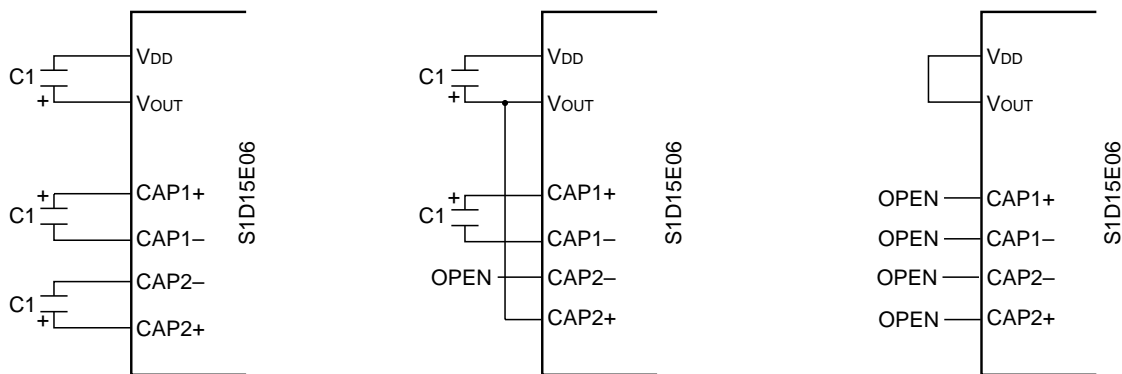 VDD
C1
+
VOUT
+
CAP1+
C1
CAP1–
CAP2–
C1
+
CAP2+
S1D15E06
VDD
C1
+
VOUT
+
CAP1+
C1
CAP1–
OPEN
CAP2–
CAP2+
S1D15E06
VDD
VOUT
OPEN
CAP1+
OPEN
CAP1–
OPEN
CAP2–
OPEN
CAP2+
S1D15E06